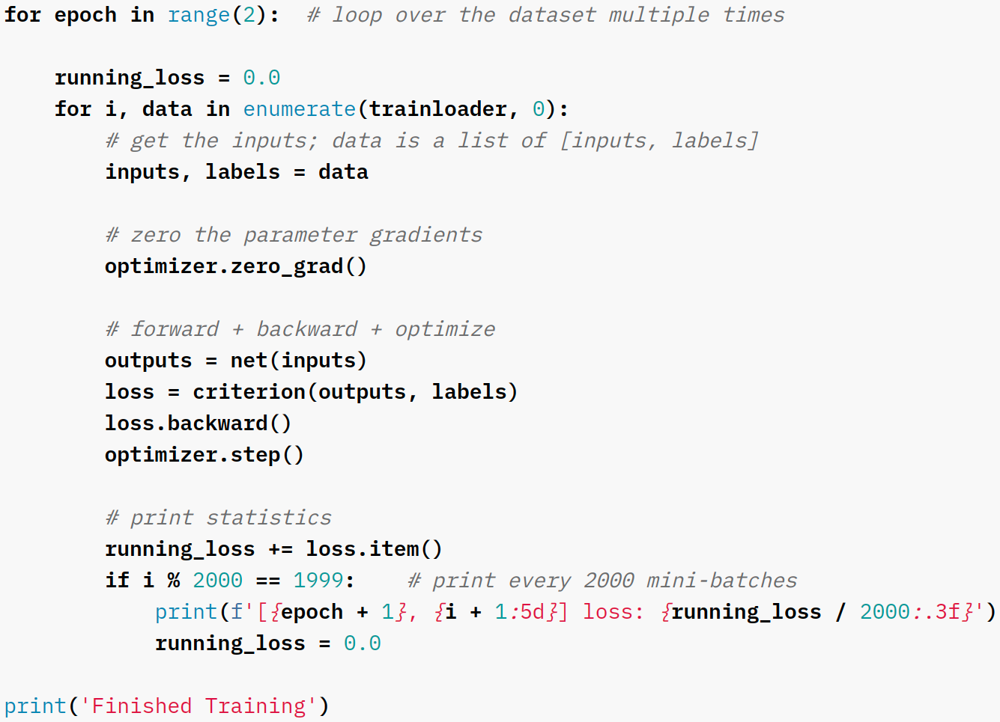 for epoch in range(2):  # loop over the dataset multiple times

    running_loss = 0.0
    for i, data in enumerate(trainloader, 0):
        # get the inputs; data is a list of [inputs, labels]
        inputs, labels = data

        # zero the parameter gradients
        optimizer.zero_grad()

        # forward + backward + optimize
        outputs = net(inputs)
        loss = criterion(outputs, labels)
        loss.backward()
        optimizer.step()

        # print statistics
        running_loss += loss.item()
        if i % 2000 == 1999:    # print every 2000 mini-batches
            print(f'[{epoch + 1}, {i + 1:5d}] loss: {running_loss / 2000:.3f}')
            running_loss = 0.0

print('Finished Training')